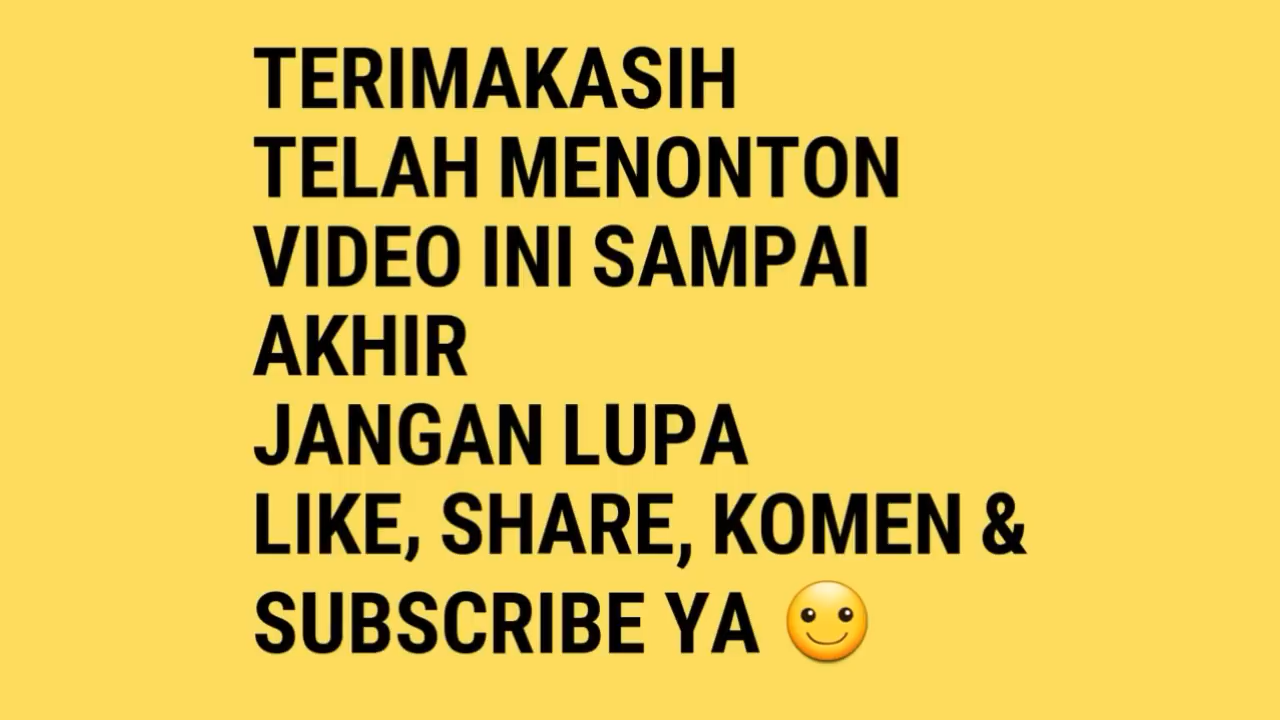 TERIMAKASIH
TELAH MENONTON
VIDEO INI SAMPAI
AKHIR
JANGAN LUPA
LIKE, SHARE, KOMEN &
SUBSCRIBE YA 🙂